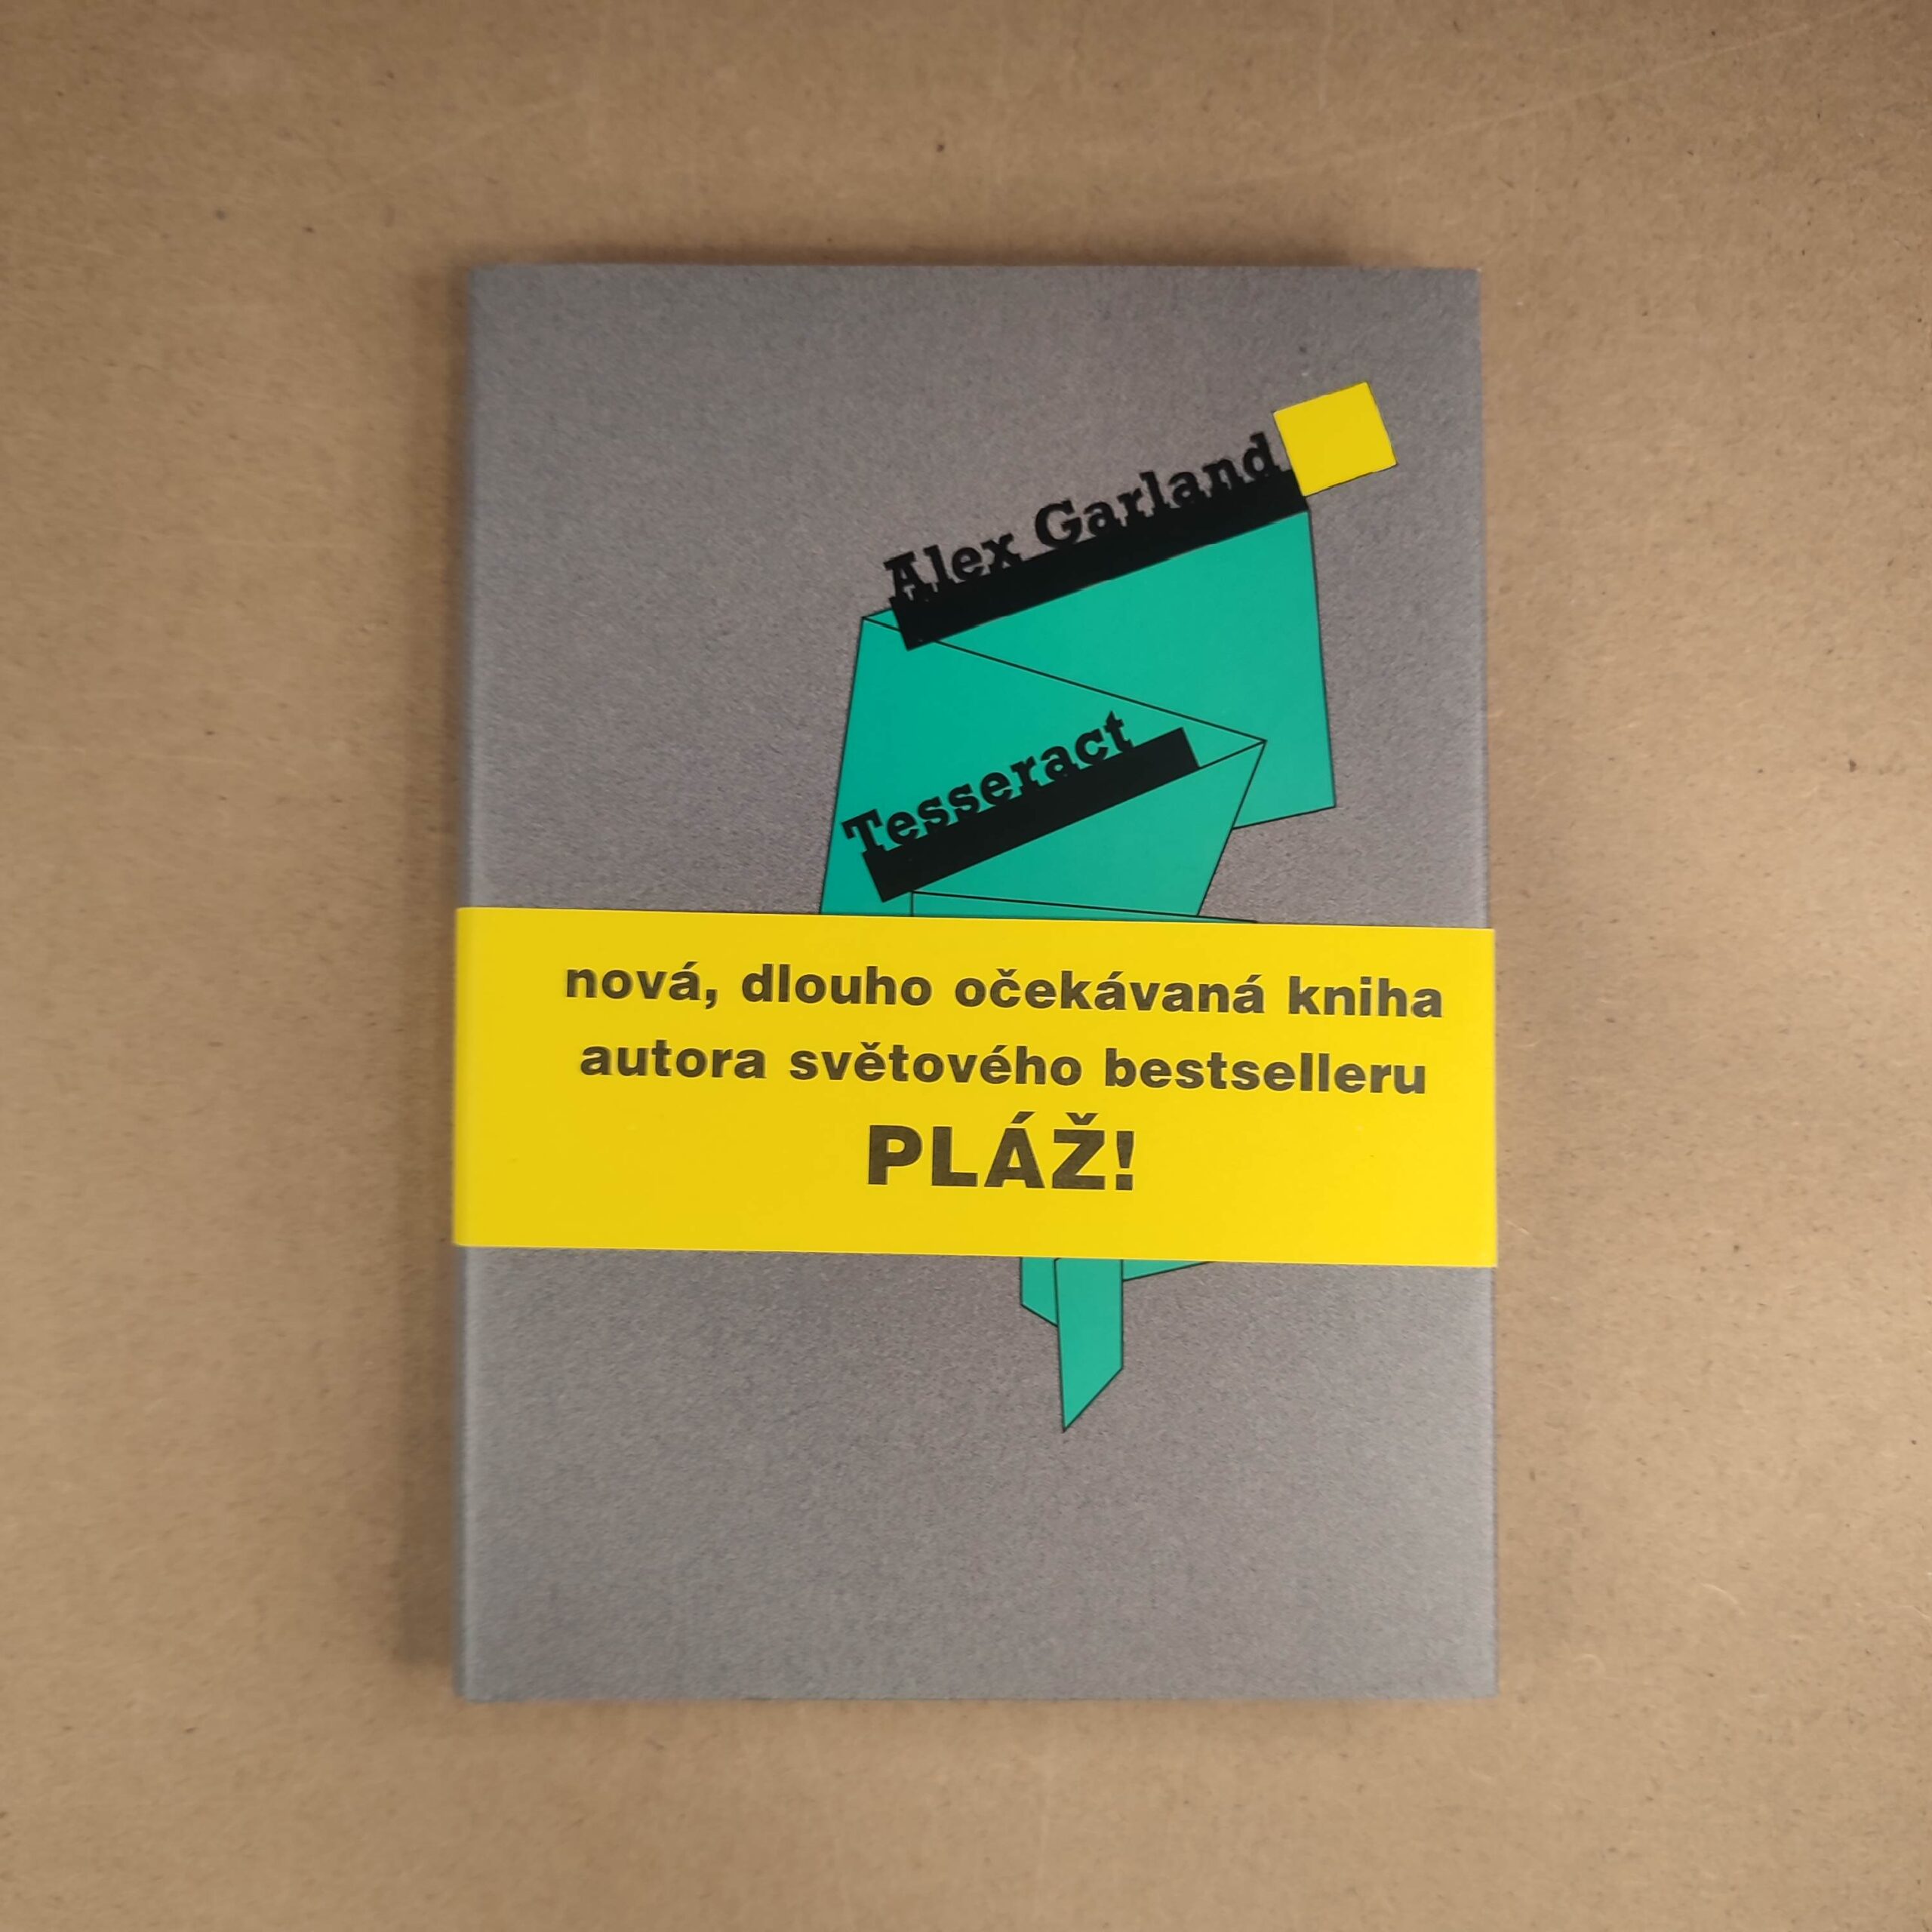 Alex Garland
Tesseract
nová, dlouho očekávaná kniha
autora světového bestselleru
PLÁŽ!